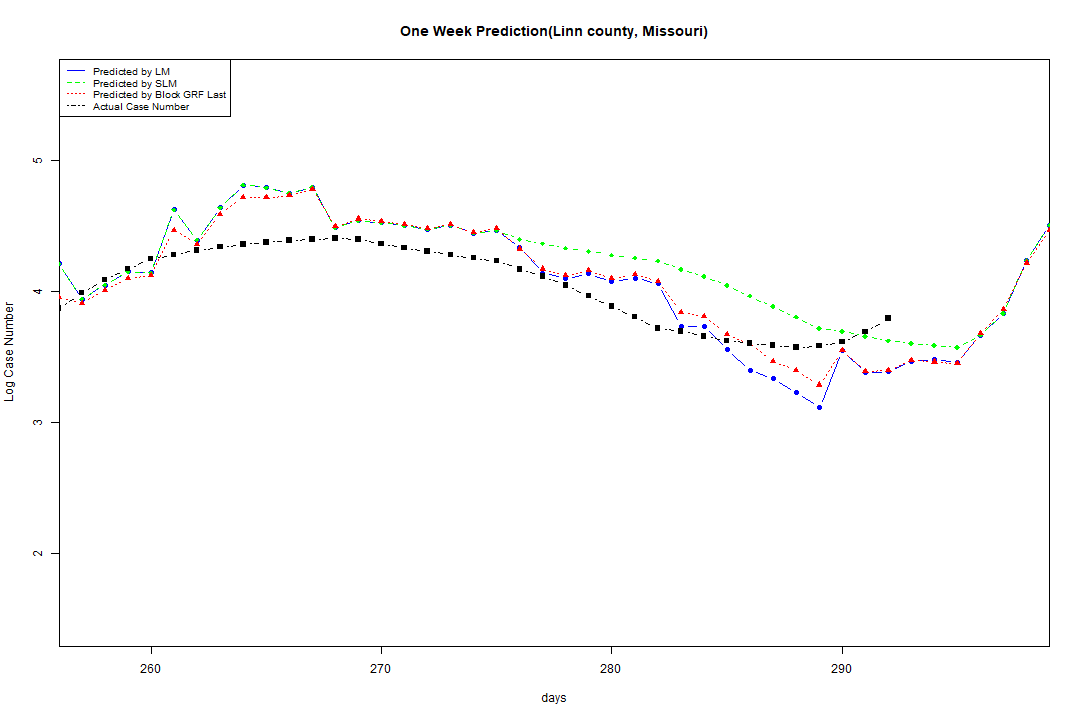 One Week Prediction(Linn county, Missouri)
Predicted by LM
Predicted by SLM
Predicted by Block GRF Last
Actual Case Number
5
4
3
2
Log Case Number
260 270 280 290
days